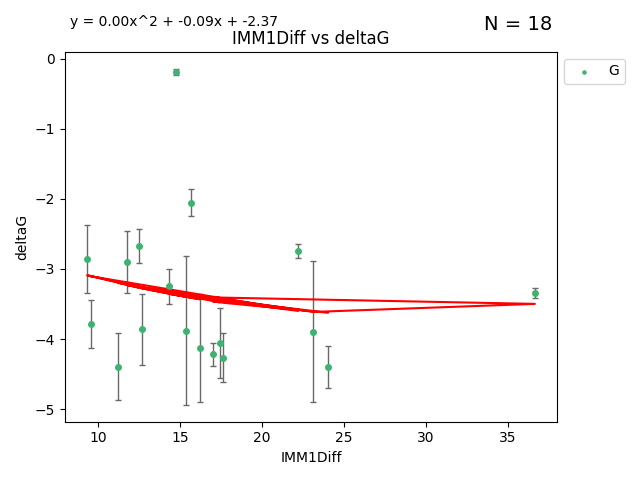 y = 0.00x^2 + -0.09x + -2.37
N = 18
IMM1Diff vs deltaG
G
0
−1
−2
−3
−4
−5
deltaG
10 15 20 25 30 35
IMM1Diff